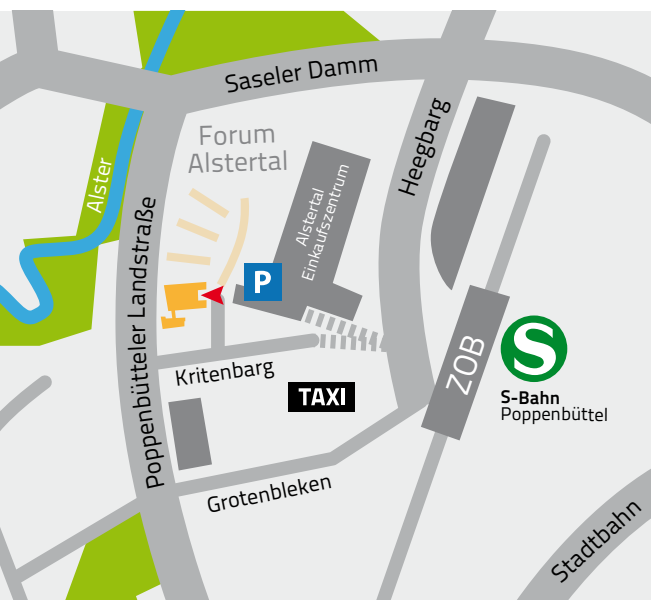 Saseler Damm
Forum
Alstertal
Heegbarg
Alster
Alstertal
Einkaufszentrum
Poppenbütteler Landstraße
P
ZOB
S
Kritenbarg
TAXI
S-Bahn
Poppenbüttel
Grotenbleken
Stadtbahn